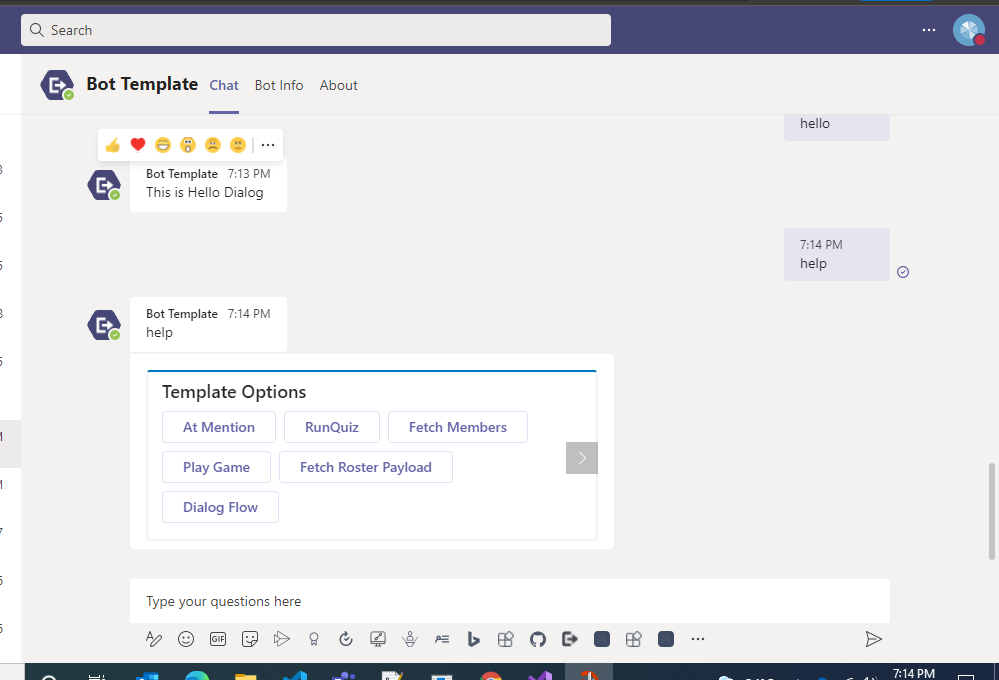 Search
Bot Template Chat Bot Info About
hello
Bot Template 7:13 PM
This is Hello Dialog
7:14 PM
help
Bot Template 7:14 PM
help
Template Options
At Mention RunQuiz Fetch Members
Play Game Fetch Roster Payload
Dialog Flow
Type your questions here
GIF
7:14 PM